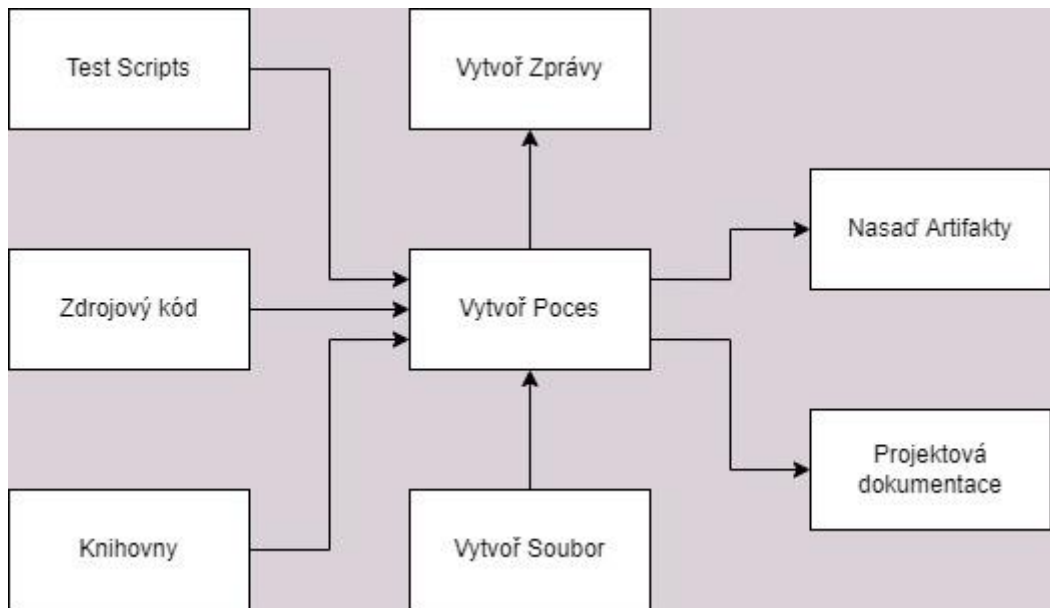 Test Scripts
Vytvoř Zprávy
Nasaď Artifakty
Zdrojový kód
Vytvoř Poces
Projektová
dokumentace
Knihovny
Vytvoř Soubor